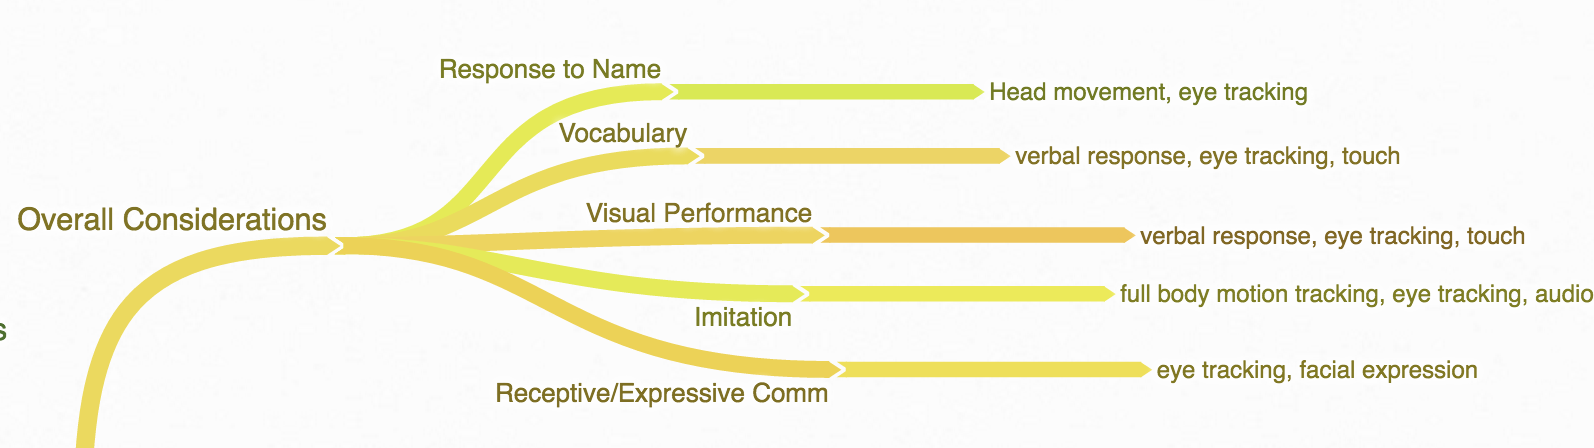 Response to Name
Head movement, eye tracking
Vocabulary
verbal response, eye tracking, touch
Overall Considerations
Visual Performance
verbal response, eye tracking, touch
full body motion tracking, eye tracking, audio
Imitation
s
eye tracking, facial expression
Receptive/Expressive Comm